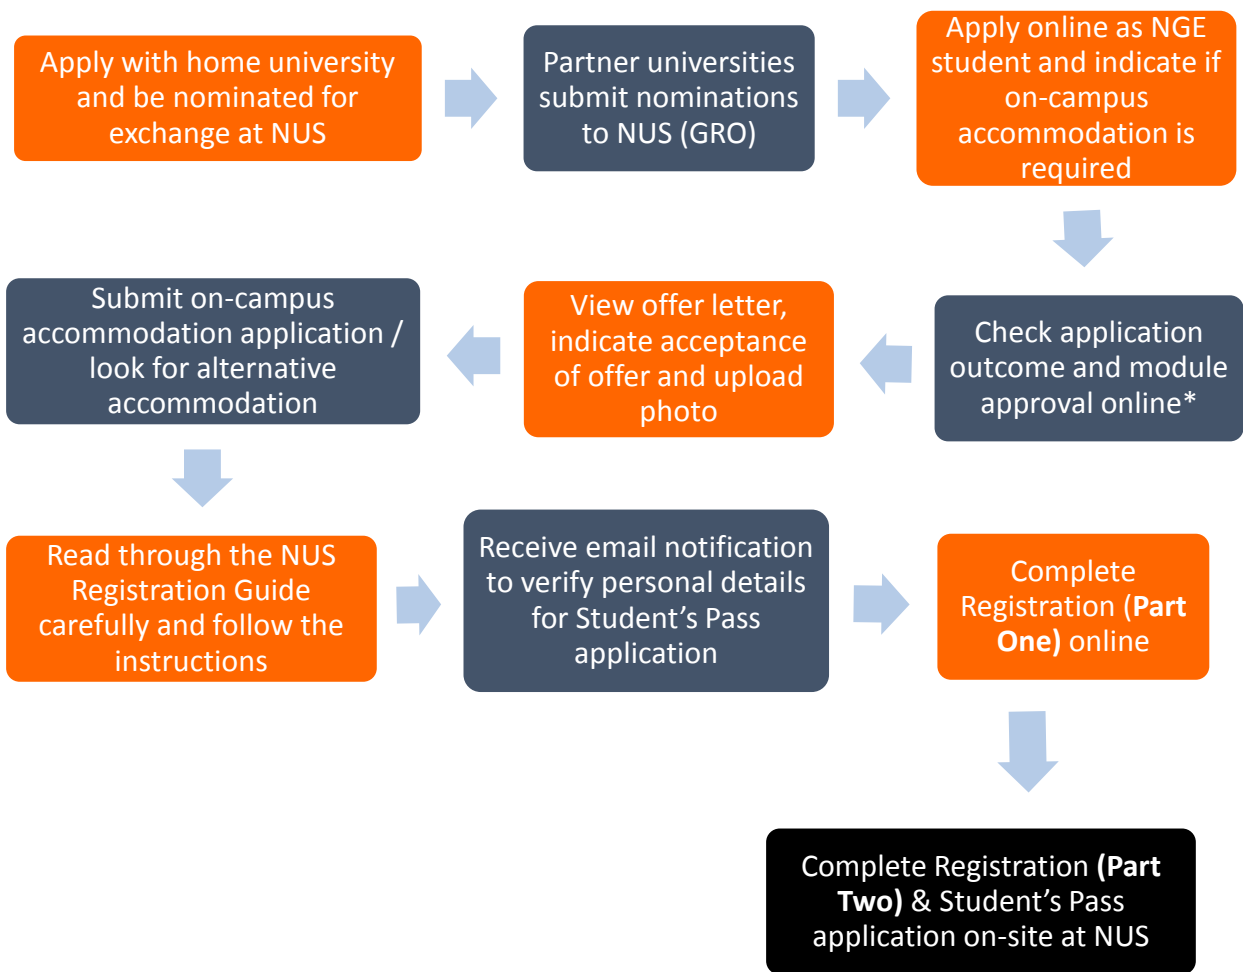 Apply with home university
and be nominated for
exchange at NUS
Partner universities
submit nominations
to NUS (GRO)
Apply online as NGE
student and indicate if
on-campus
accommodation is
required
Check application
outcome and module
approval online*
View offer letter,
indicate acceptance
of offer and upload
photo
Submit on-campus
accommodation application /
look for alternative
accommodation
Read through the NUS
Registration Guide
carefully and follow the
instructions
Receive email notification
to verify personal details
for Student’s Pass
application
Complete
Registration (Part
One) online
Complete Registration (Part
Two) & Student’s Pass
application on-site at NUS